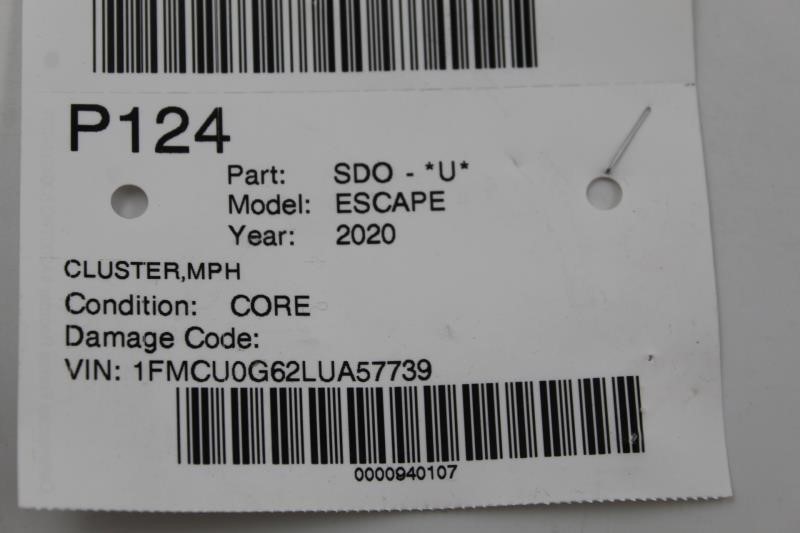 P124
Part: SDO - *U*
Model: ESCAPE
Year: 2020
CLUSTER,MPH
Condition: CORE
Damage Code:
VIN: 1FMCU0G62LUA57739
0000940107